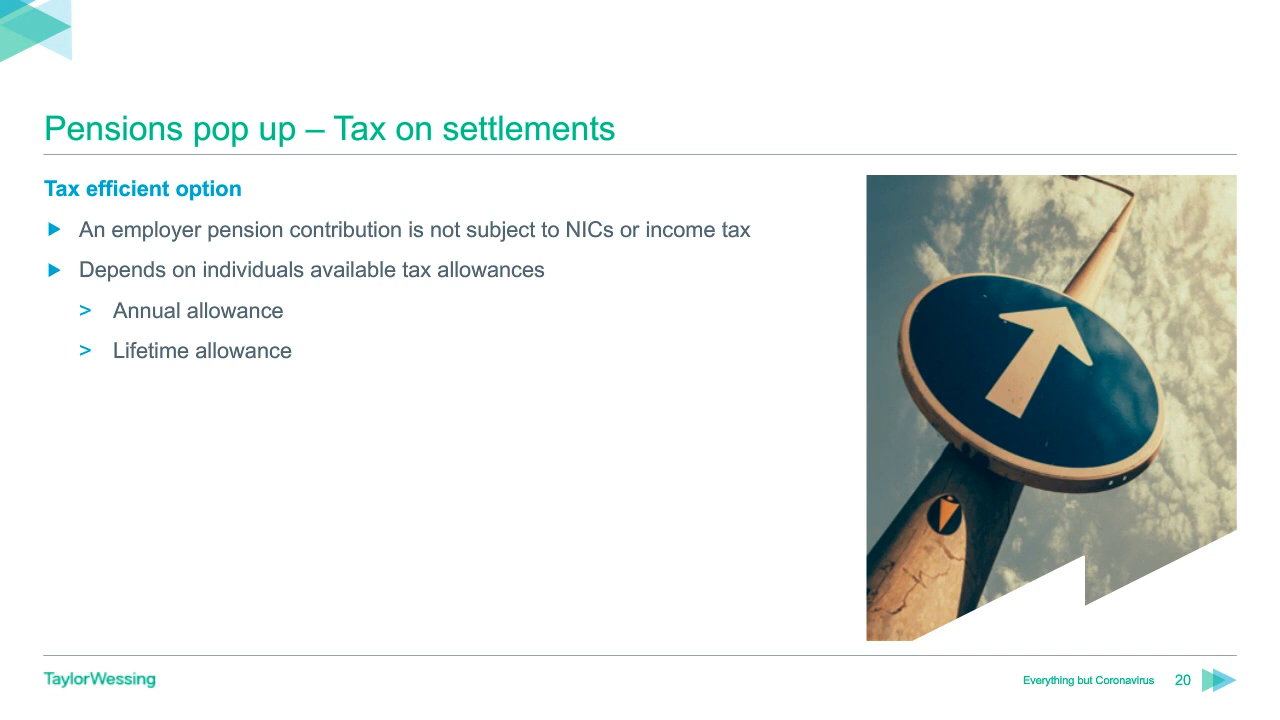 Pensions pop up – Tax on settlements
Tax efficient option
An employer pension contribution is not subject to NICs or income tax
Depends on individuals available tax allowances
> Annual allowance
> Lifetime allowance
TaylorWessing
Everything but Coronavirus 20